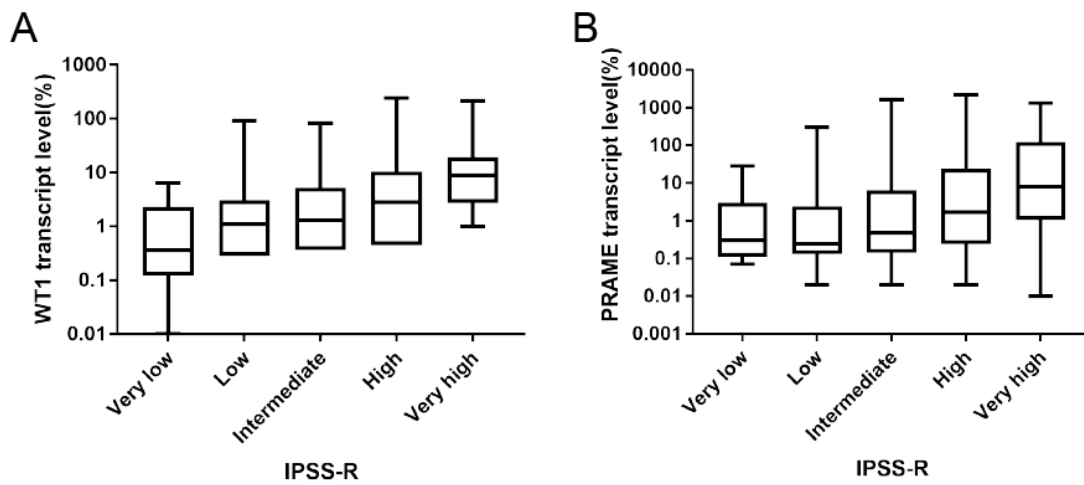 A
WT1 transcript level(%)
1000
100
10
1
0.1
0.01
Very low
Low
Intermediate
High
Very high
IPSS-R
B
PRAME transcript level(%)
10000
1000
100
10
1
0.1
0.01
0.001
Very low
Low
Intermediate
High
Very high
IPSS-R